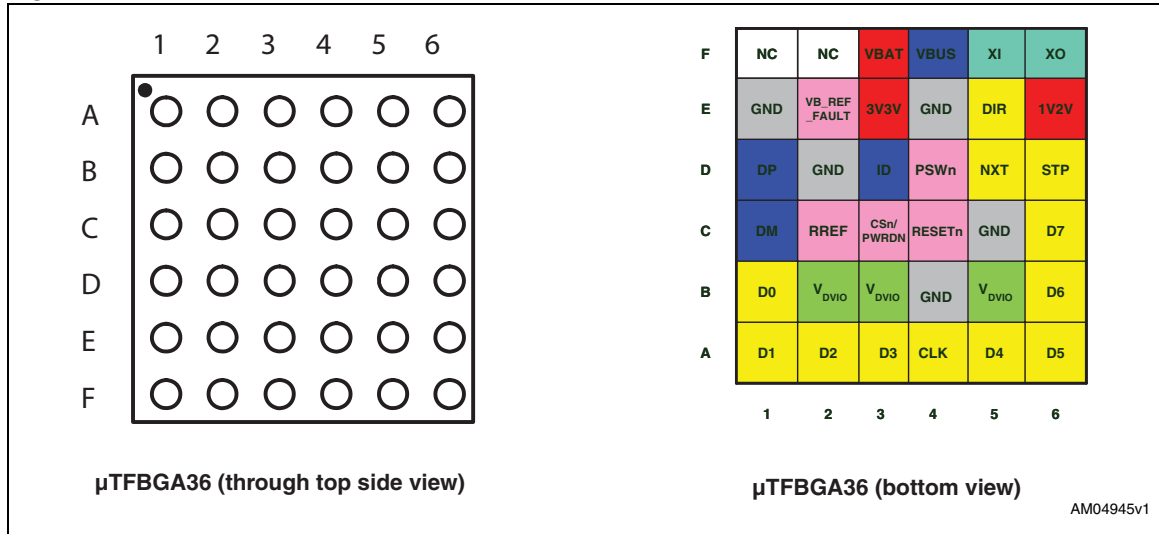 1 2 3 4 5 6
A
B
C
D
E
F
µTFBGA36 (through top side view)
F NC NC VBAT VBUS XI XO
E GND VB_REF_FAULT 3V3V GND DIR 1V2V
D DP GND ID PSWn NXT STP
C DM RREF CSn/PWRDN RESETn GND D7
B D0 VDVIO VDVIO GND VDVIO D6
A D1 D2 D3 CLK D4 D5
1 2 3 4 5 6
µTFBGA36 (bottom view)
AM04945v1